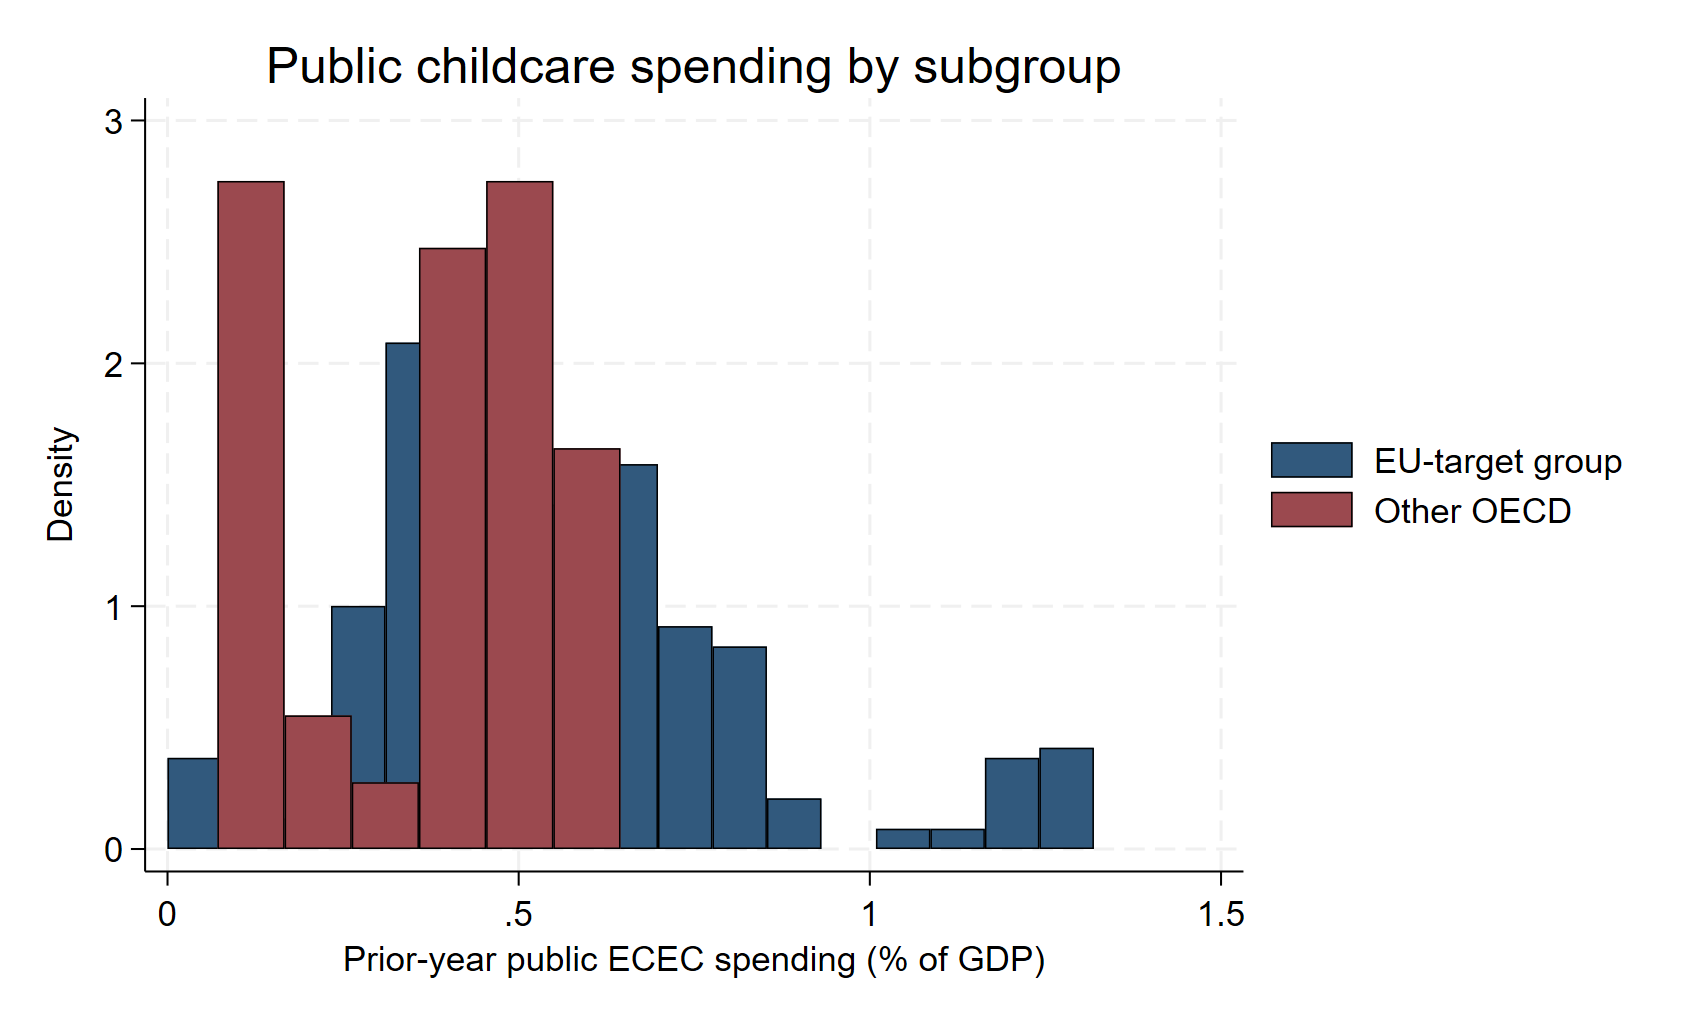 Public childcare spending by subgroup
3
2
1
0
Density
0 .5 1 1.5
Prior-year public ECEC spending (% of GDP)
EU-target group
Other OECD